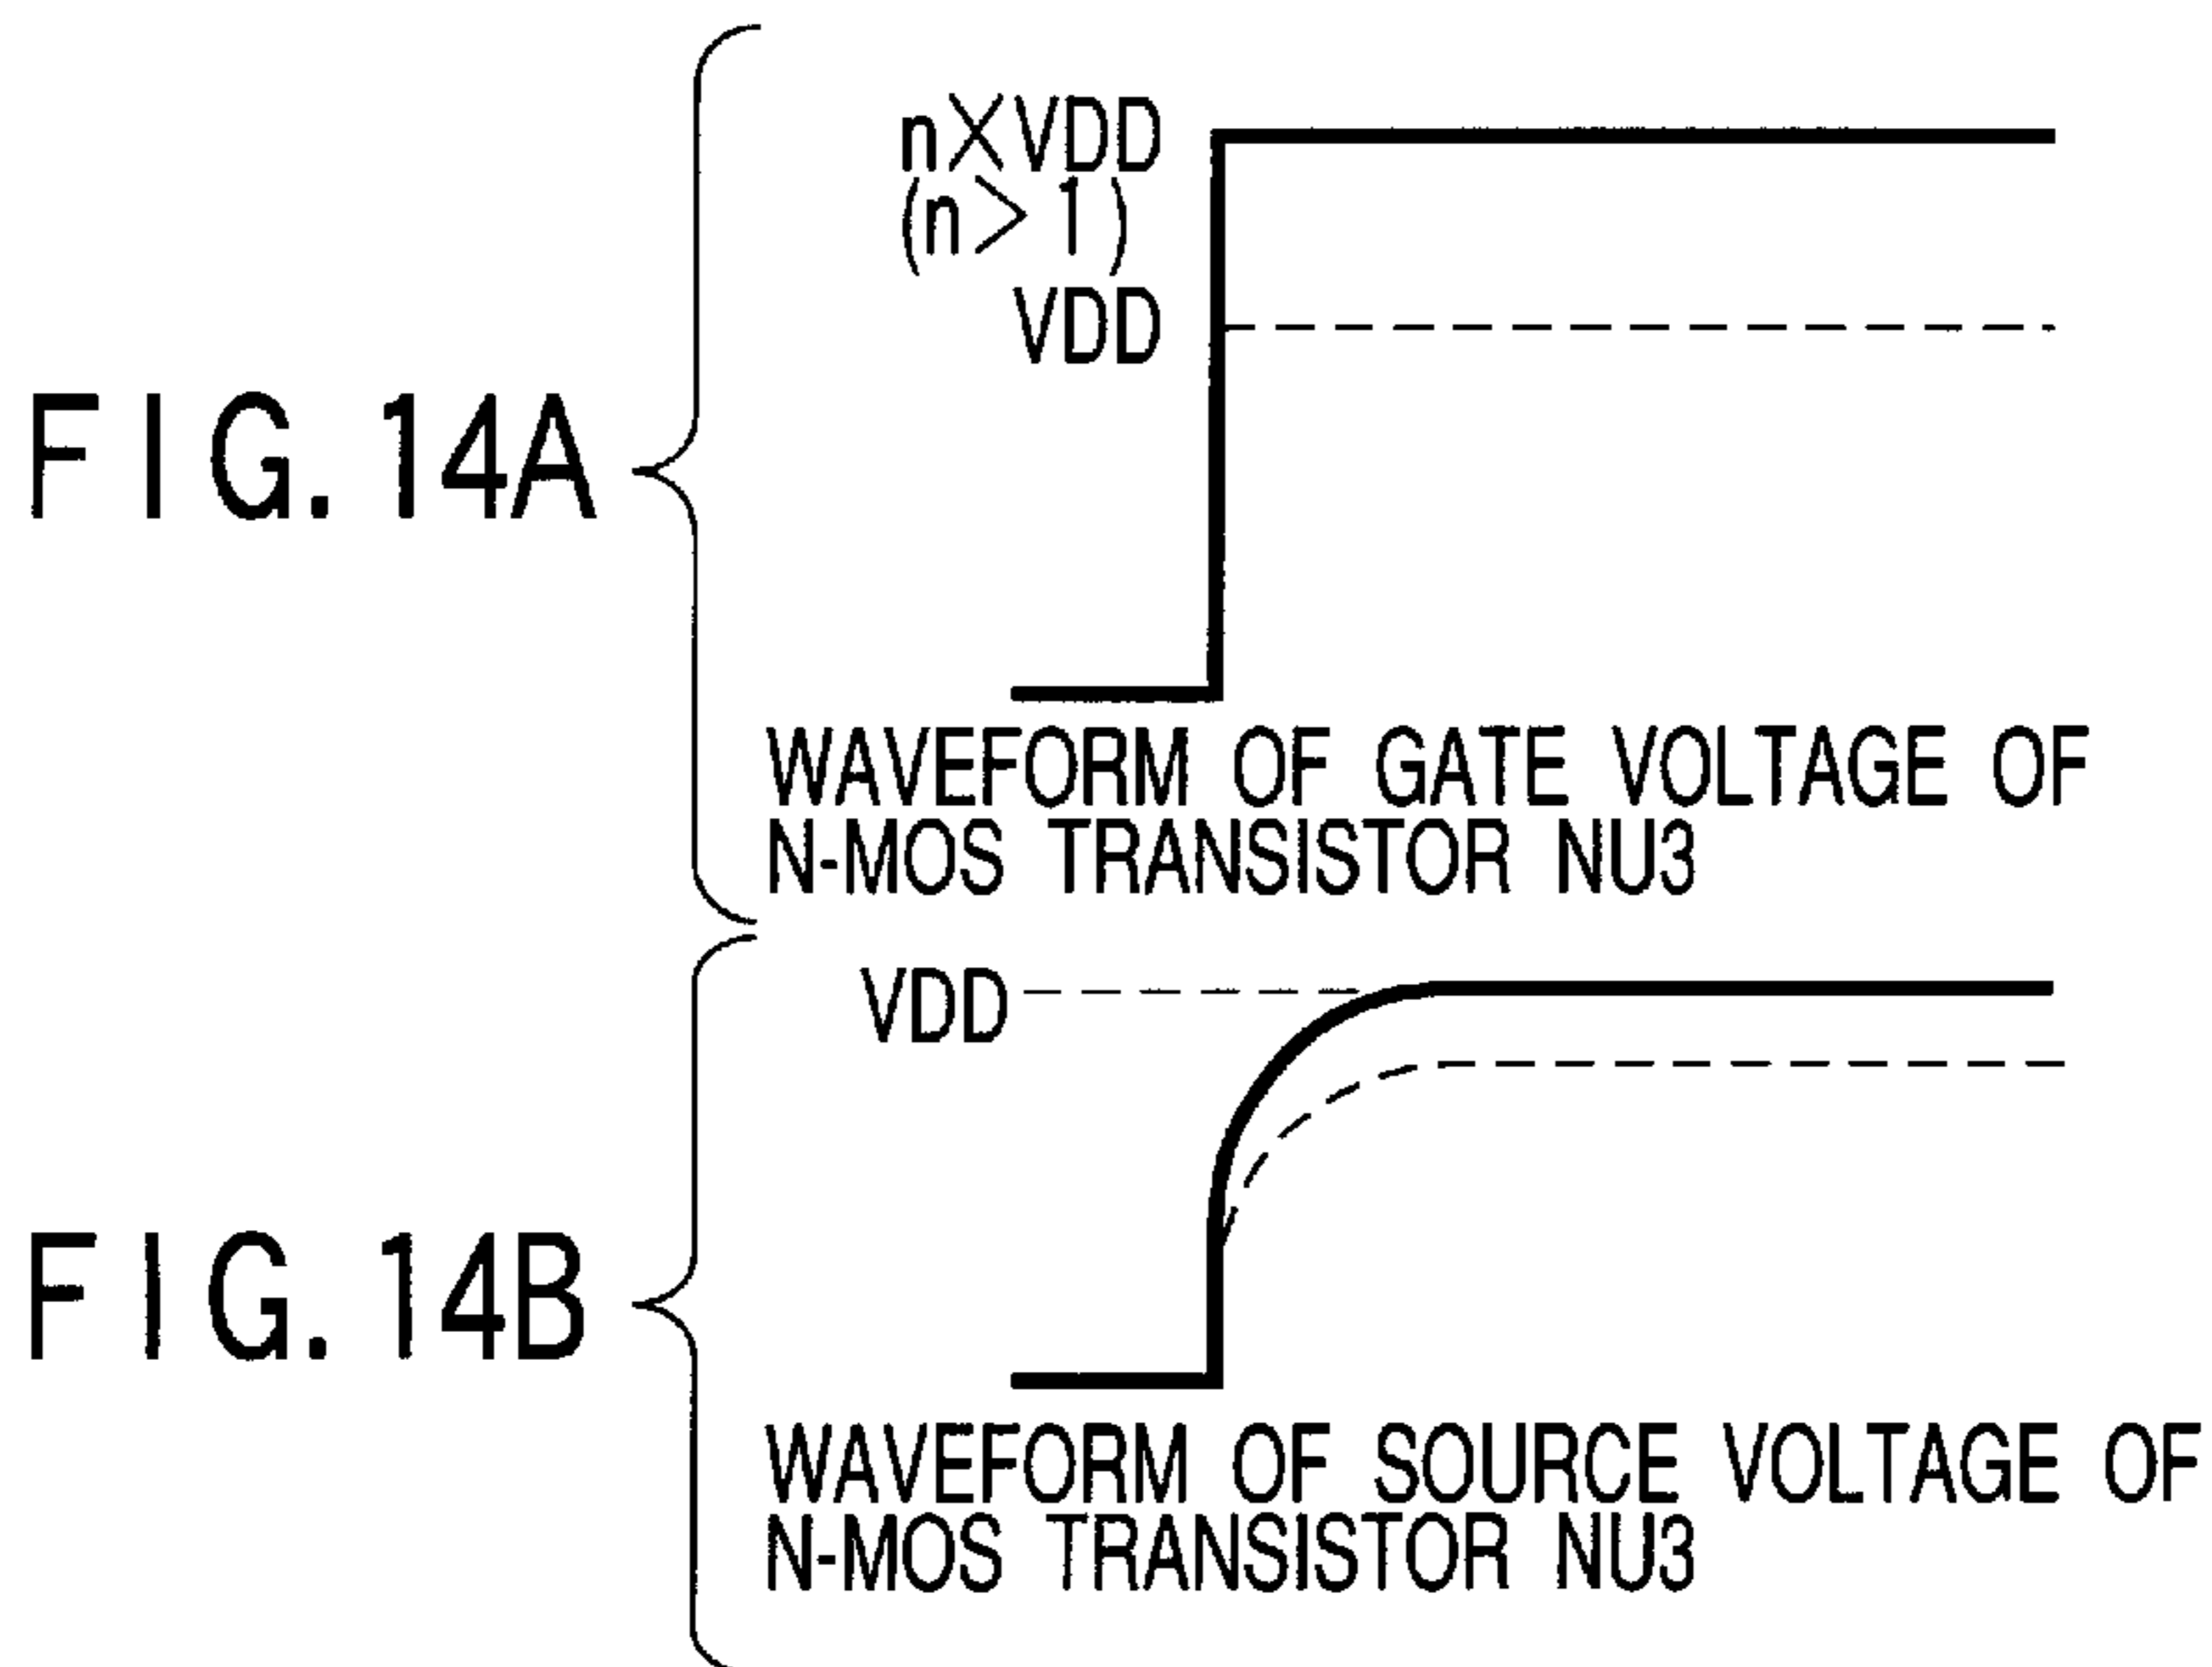 FIG. 14A
n×VDD
(n>1)
VDD
WAVEFORM OF GATE VOLTAGE OF
N-MOS TRANSISTOR NU3
FIG. 14B
VDD
WAVEFORM OF SOURCE VOLTAGE OF
N-MOS TRANSISTOR NU3